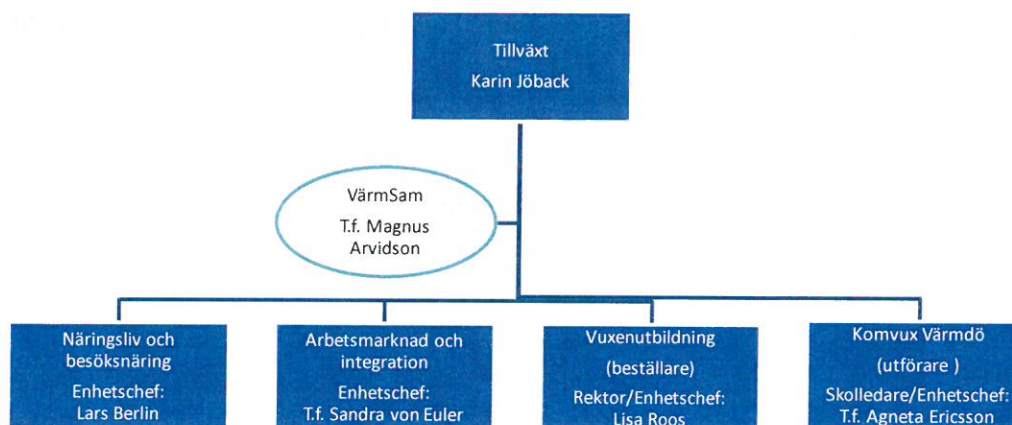 Tillväxt
Karin Jöback
VärmSam
T.f. Magnus
Arvidson
Näringsliv och
besöksnäring
Enhetschef:
Lars Berlin
Arbetsmarknad och
integration
Enhetschef:
T.f. Sandra von Euler
Vuxenutbildning
(beställare)
Rektor/Enhetschef:
Lisa Roos
Komvux Värmdö
(utförare )
Skolledare/Enhetschef:
T.f. Agneta Ericsson